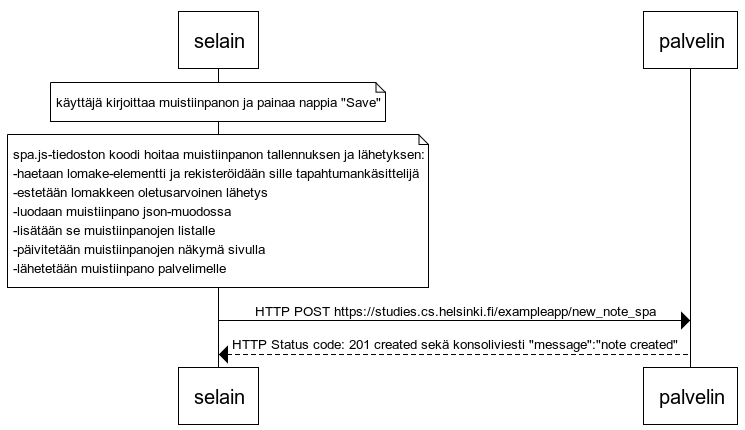 selain
palvelin
käyttäjä kirjoittaa muistiinpanon ja painaa nappia "Save"
spa.js-tiedoston koodi hoitaa muistiinpanon tallennuksen ja lähetyksen:
-haetaan lomake-elementti ja rekisteröidään sille tapahtumankäsittelijä
-estetään lomakkeen oletusarvoinen lähetys
-luodaan muistiinpano json-muodossa
-lisätään se muistiinpanojen listalle
-päivitetään muistiinpanojen näkymä sivulla
-lähetetään muistiinpano palvelimelle
HTTP POST https://studies.cs.helsinki.fi/exampleapp/new_note_spa
HTTP Status code: 201 created sekä konsoliviesti "message":"note created"
selain
palvelin